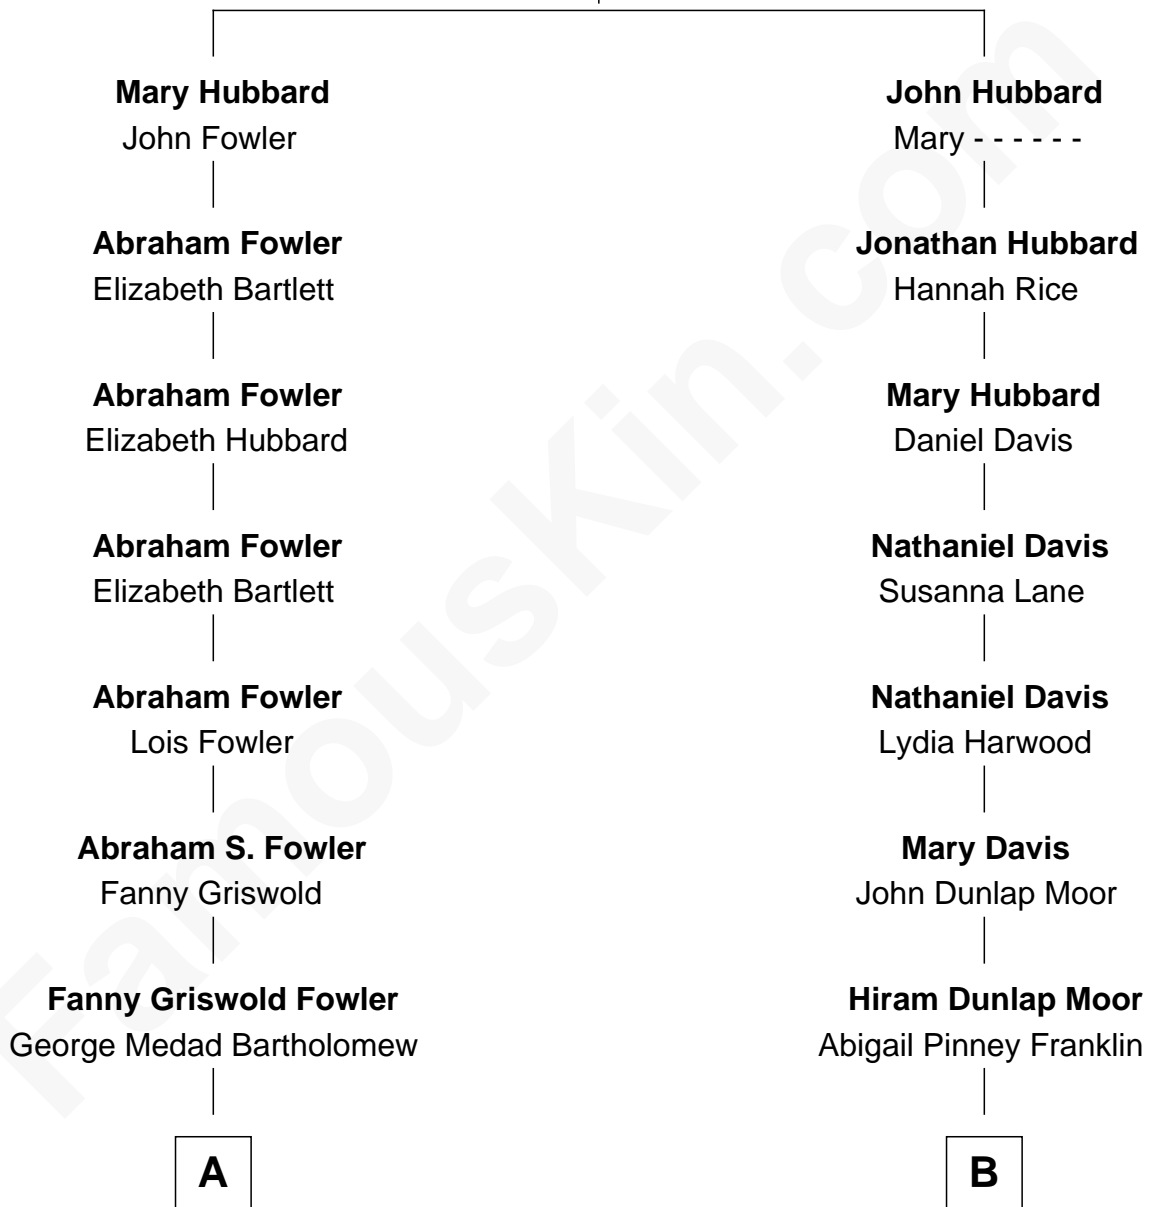 Mary Hubbard
John Fowler
Abraham Fowler
Elizabeth Bartlett
Abraham Fowler
Elizabeth Hubbard
Abraham Fowler
Elizabeth Bartlett
Abraham Fowler
Lois Fowler
Abraham S. Fowler
Fanny Griswold
Fanny Griswold Fowler
George Medad Bartholomew
A
John Hubbard
Mary - - - - - -
Jonathan Hubbard
Hannah Rice
Mary Hubbard
Daniel Davis
Nathaniel Davis
Susanna Lane
Nathaniel Davis
Lydia Harwood
Mary Davis
John Dunlap Moor
Hiram Dunlap Moor
Abigail Pinney Franklin
B
FamousKin.com